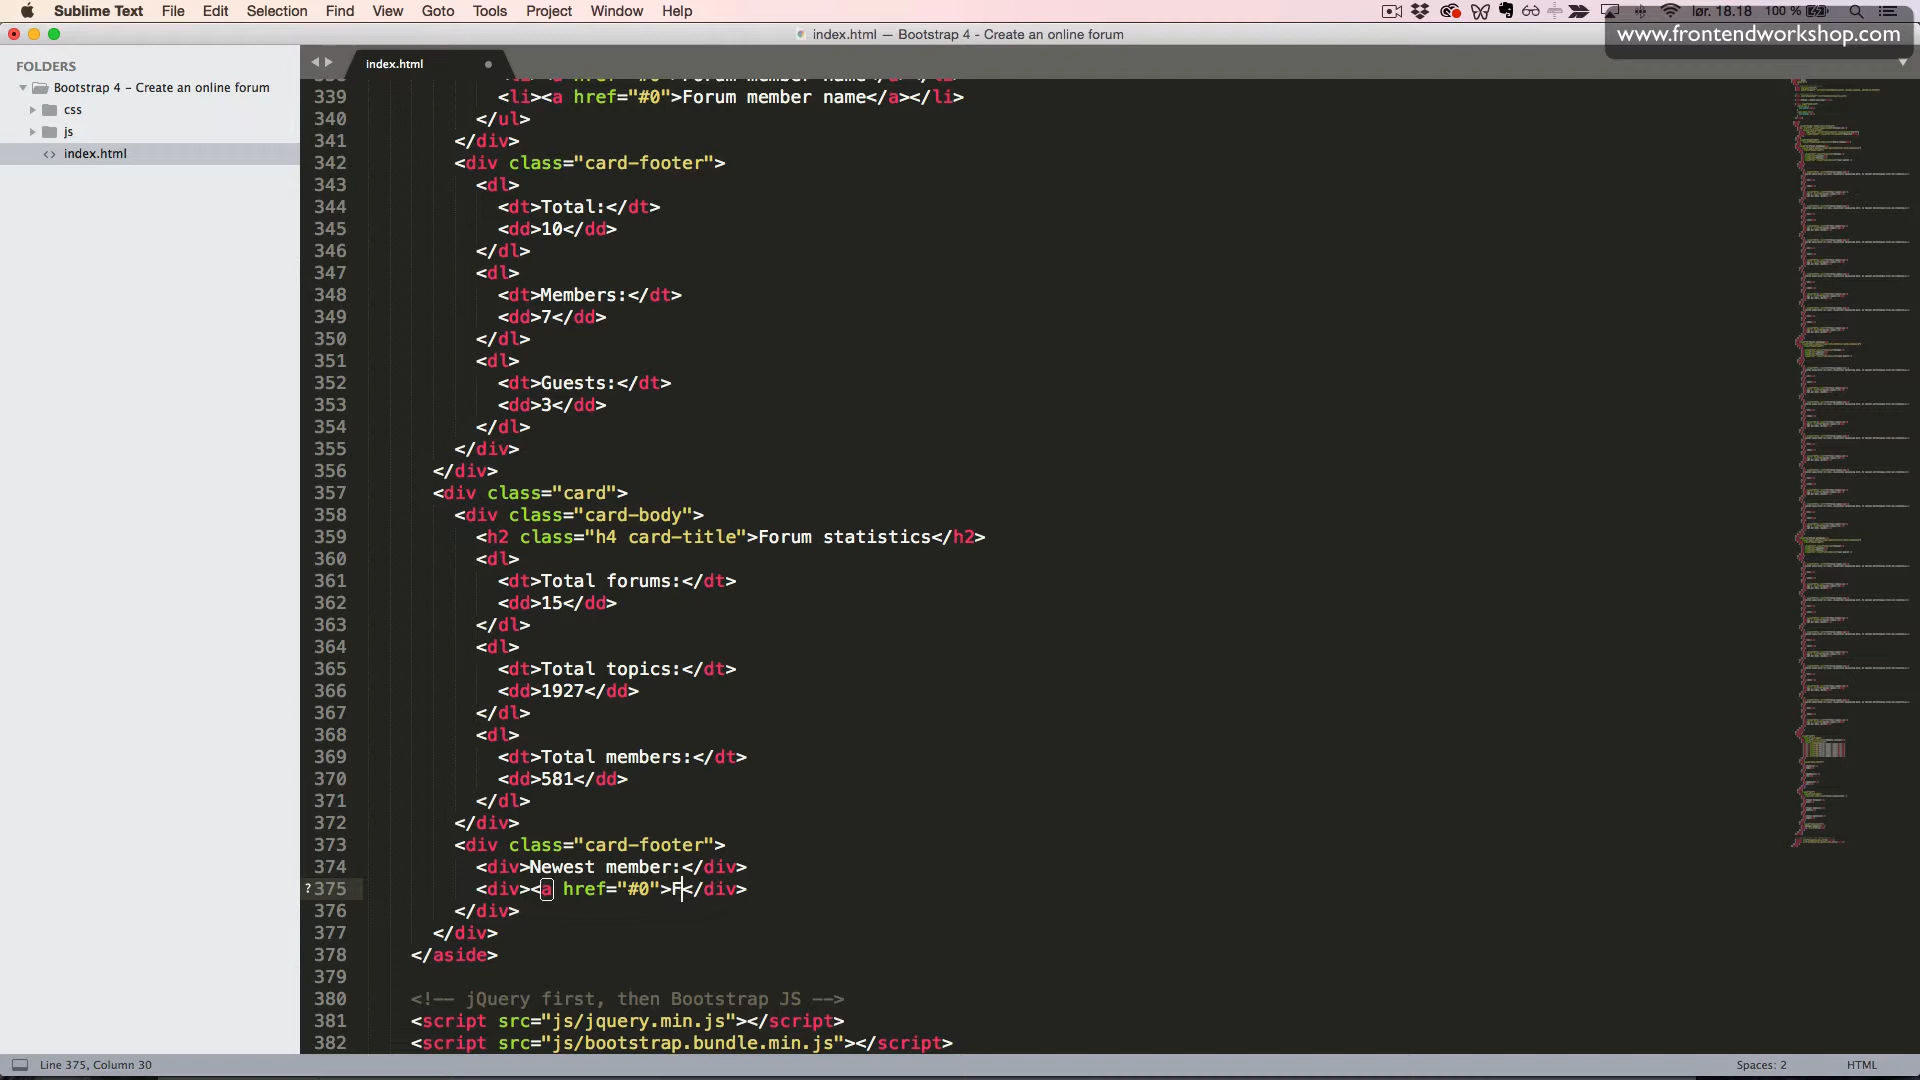 Sublime Text File Edit Selection Find View Goto Tools Project Window Help
lør. 18.18 100 %
index.html — Bootstrap 4 - Create an online forum
www.frontendworkshop.com
FOLDERS
Bootstrap 4 - Create an online forum
css
js
index.html
index.html
339 <li><a href="#0">Forum member name</a></li>
340 </ul>
341 </div>
342 <div class="card-footer">
343 <dl>
344 <dt>Total:</dt>
345 <dd>10</dd>
346 </dl>
347 <dl>
348 <dt>Members:</dt>
349 <dd>7</dd>
350 </dl>
351 <dl>
352 <dt>Guests:</dt>
353 <dd>3</dd>
354 </dl>
355 </div>
356 </div>
357 <div class="card">
358 <div class="card-body">
359 <h2 class="h4 card-title">Forum statistics</h2>
360 <dl>
361 <dt>Total forums:</dt>
362 <dd>15</dd>
363 </dl>
364 <dl>
365 <dt>Total topics:</dt>
366 <dd>1927</dd>
367 </dl>
368 <dl>
369 <dt>Total members:</dt>
370 <dd>581</dd>
371 </dl>
372 </div>
373 <div class="card-footer">
374 <div>Newest member:</div>
?375 <div><a href="#0">F</div>
376 </div>
377 </div>
378 </aside>
379
380 <!-- jQuery first, then Bootstrap JS -->
381 <script src="js/jquery.min.js"></script>
382 <script src="js/bootstrap.bundle.min.js"></script>
Line 375, Column 30
Spaces: 2 HTML